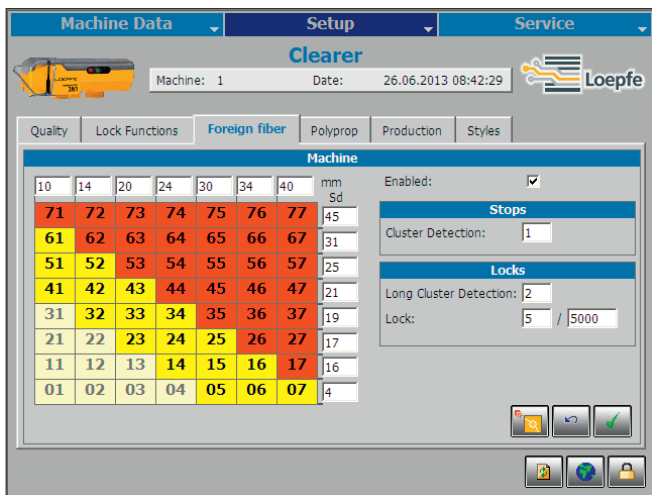 Machine Data Setup Service
Clearer
LOEPFE
3N1
Machine: 1 Date: 26.06.2013 08:42:29
Loepfe
Quality Lock Functions Foreign fiber Polyprop Production Styles
Machine
10 14 20 24 30 34 40 mm Enabled:
Sd
71 72 73 74 75 76 77 45 Stops
61 62 63 64 65 66 67 31 Cluster Detection: 1
51 52 53 54 55 56 57 25 Locks
41 42 43 44 45 46 47 21 Long Cluster Detection: 2
31 32 33 34 35 36 37 19 Lock: 5 / 5000
21 22 23 24 25 26 27 17
11 12 13 14 15 16 17 16
01 02 03 04 05 06 07 4